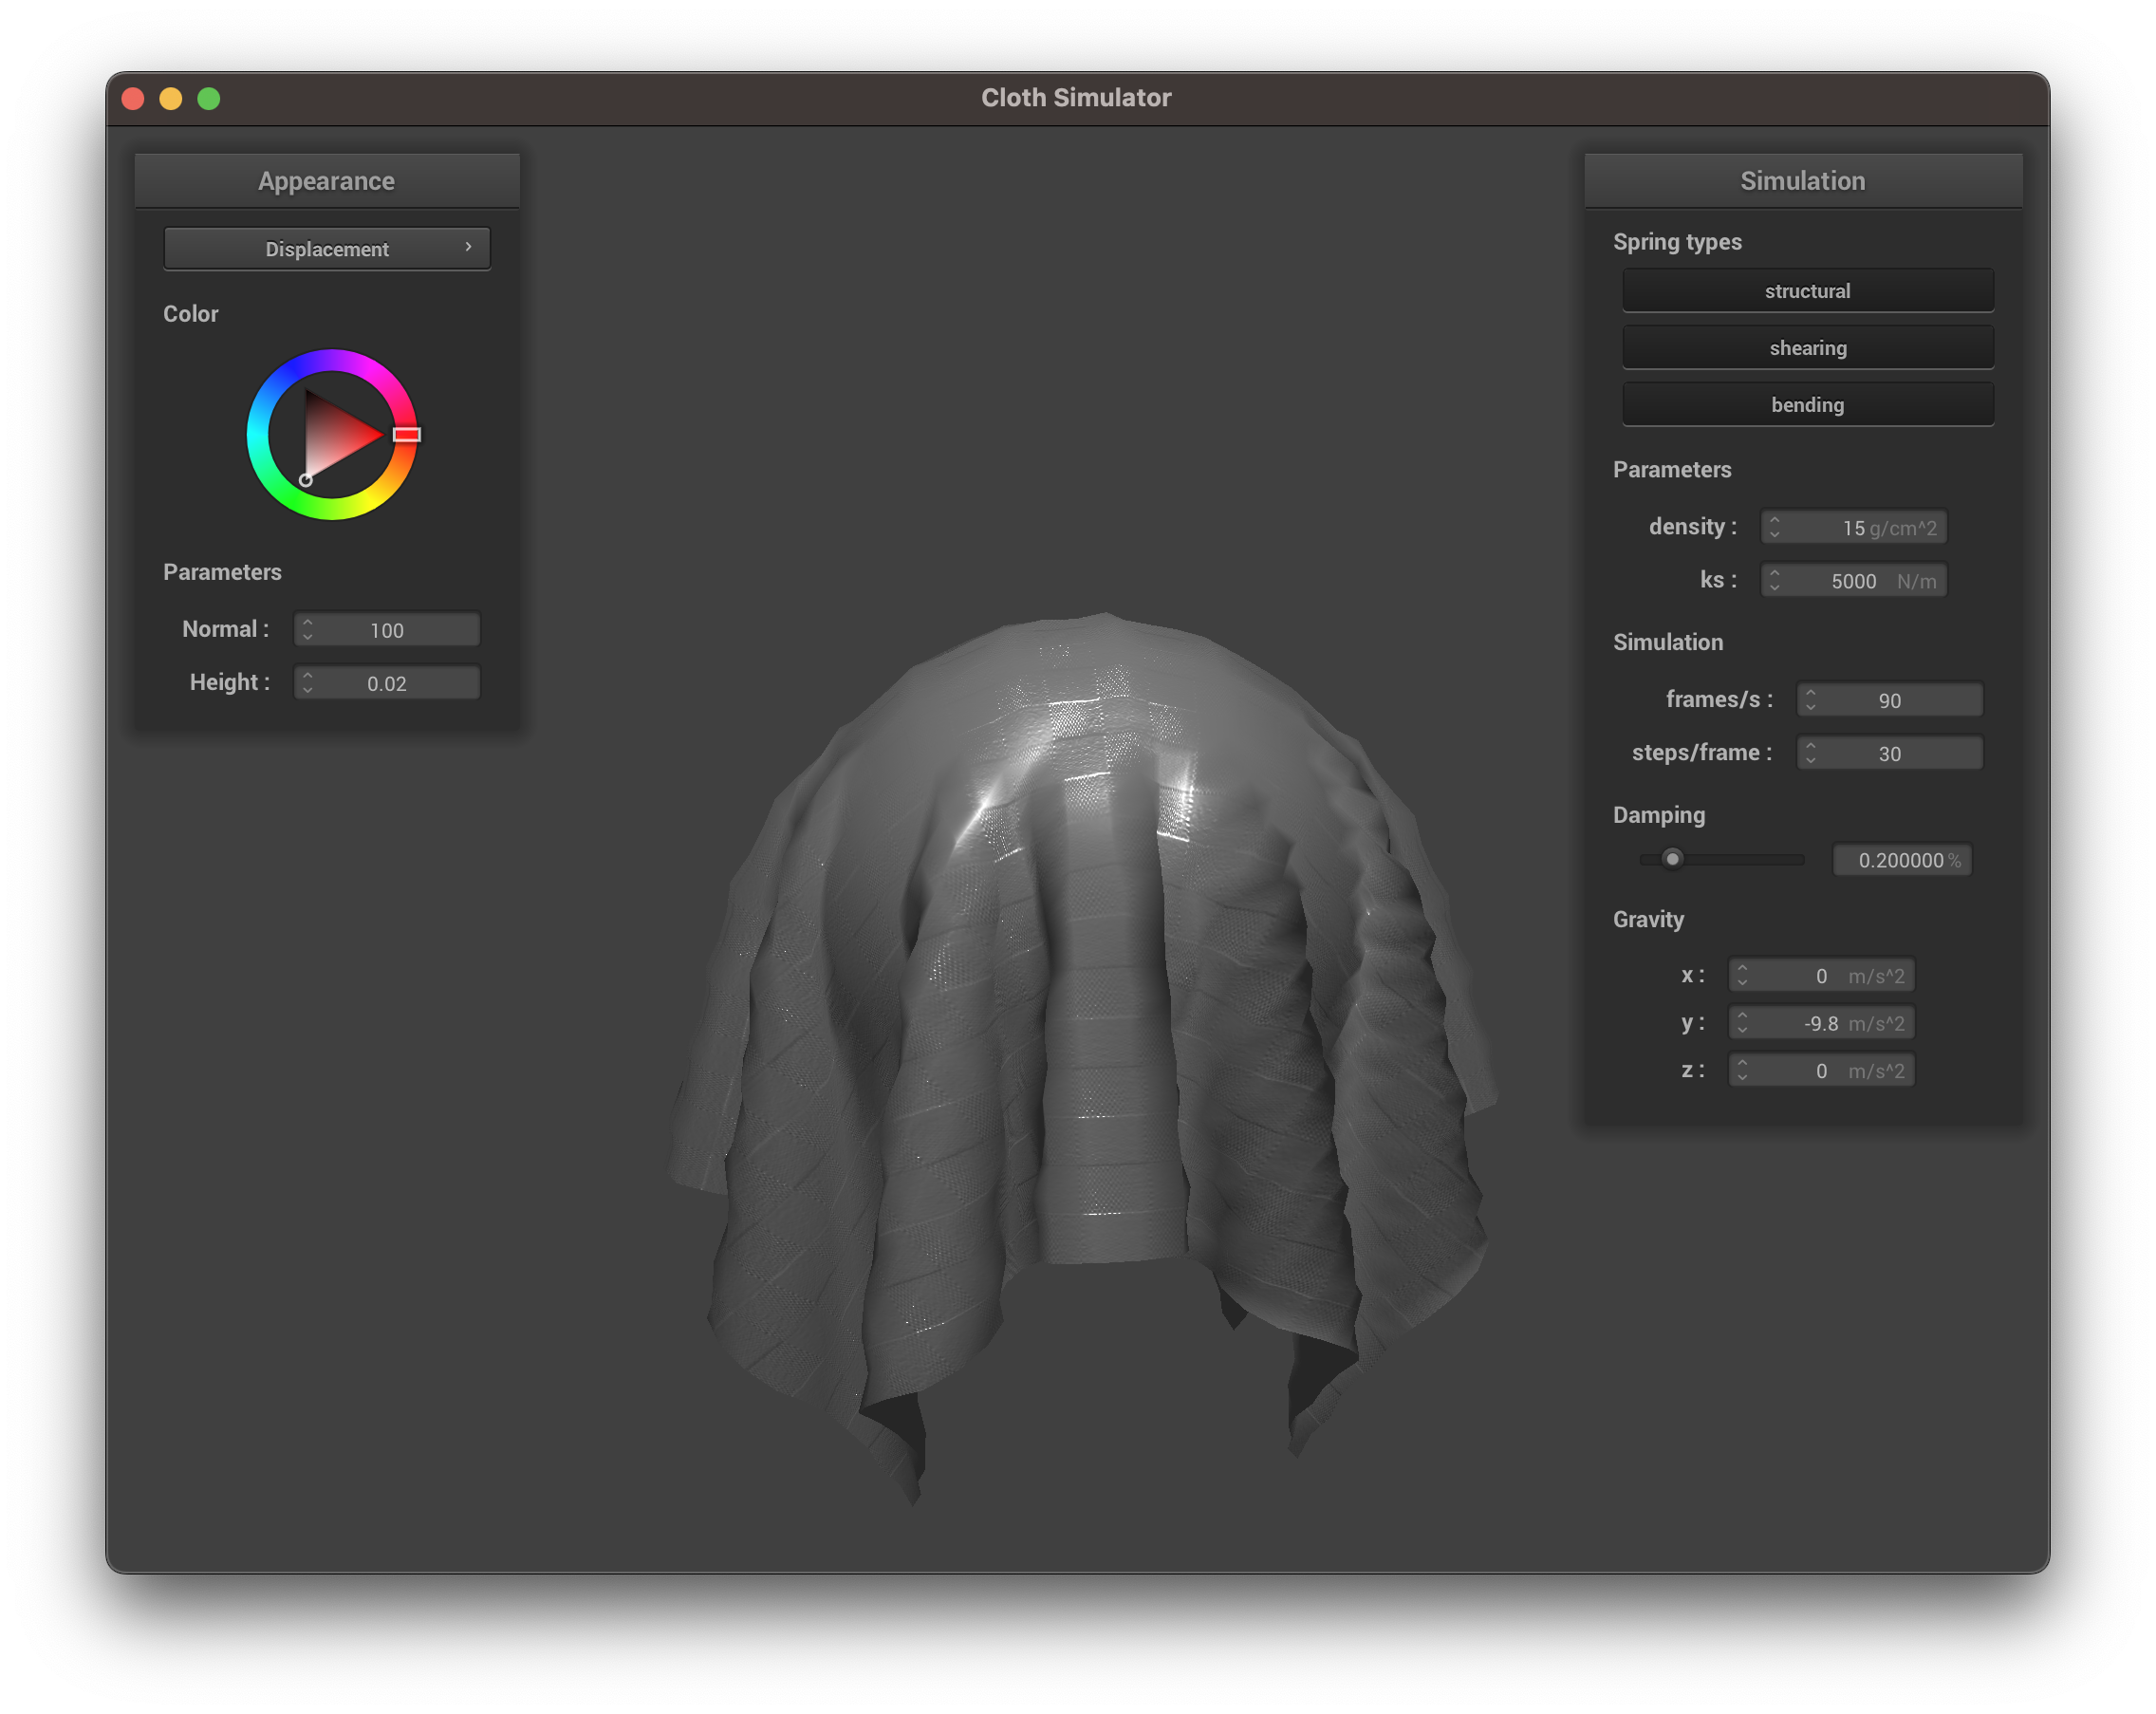 Cloth Simulator
Appearance
Displacement
Color
Parameters
Normal : 100
Height : 0.02
Simulation
Spring types
structural
shearing
bending
Parameters
density : 15 g/cm^2
ks : 5000 N/m
Simulation
frames/s : 90
steps/frame : 30
Damping
0.200000 %
Gravity
x : 0 m/s^2
y : -9.8 m/s^2
z : 0 m/s^2